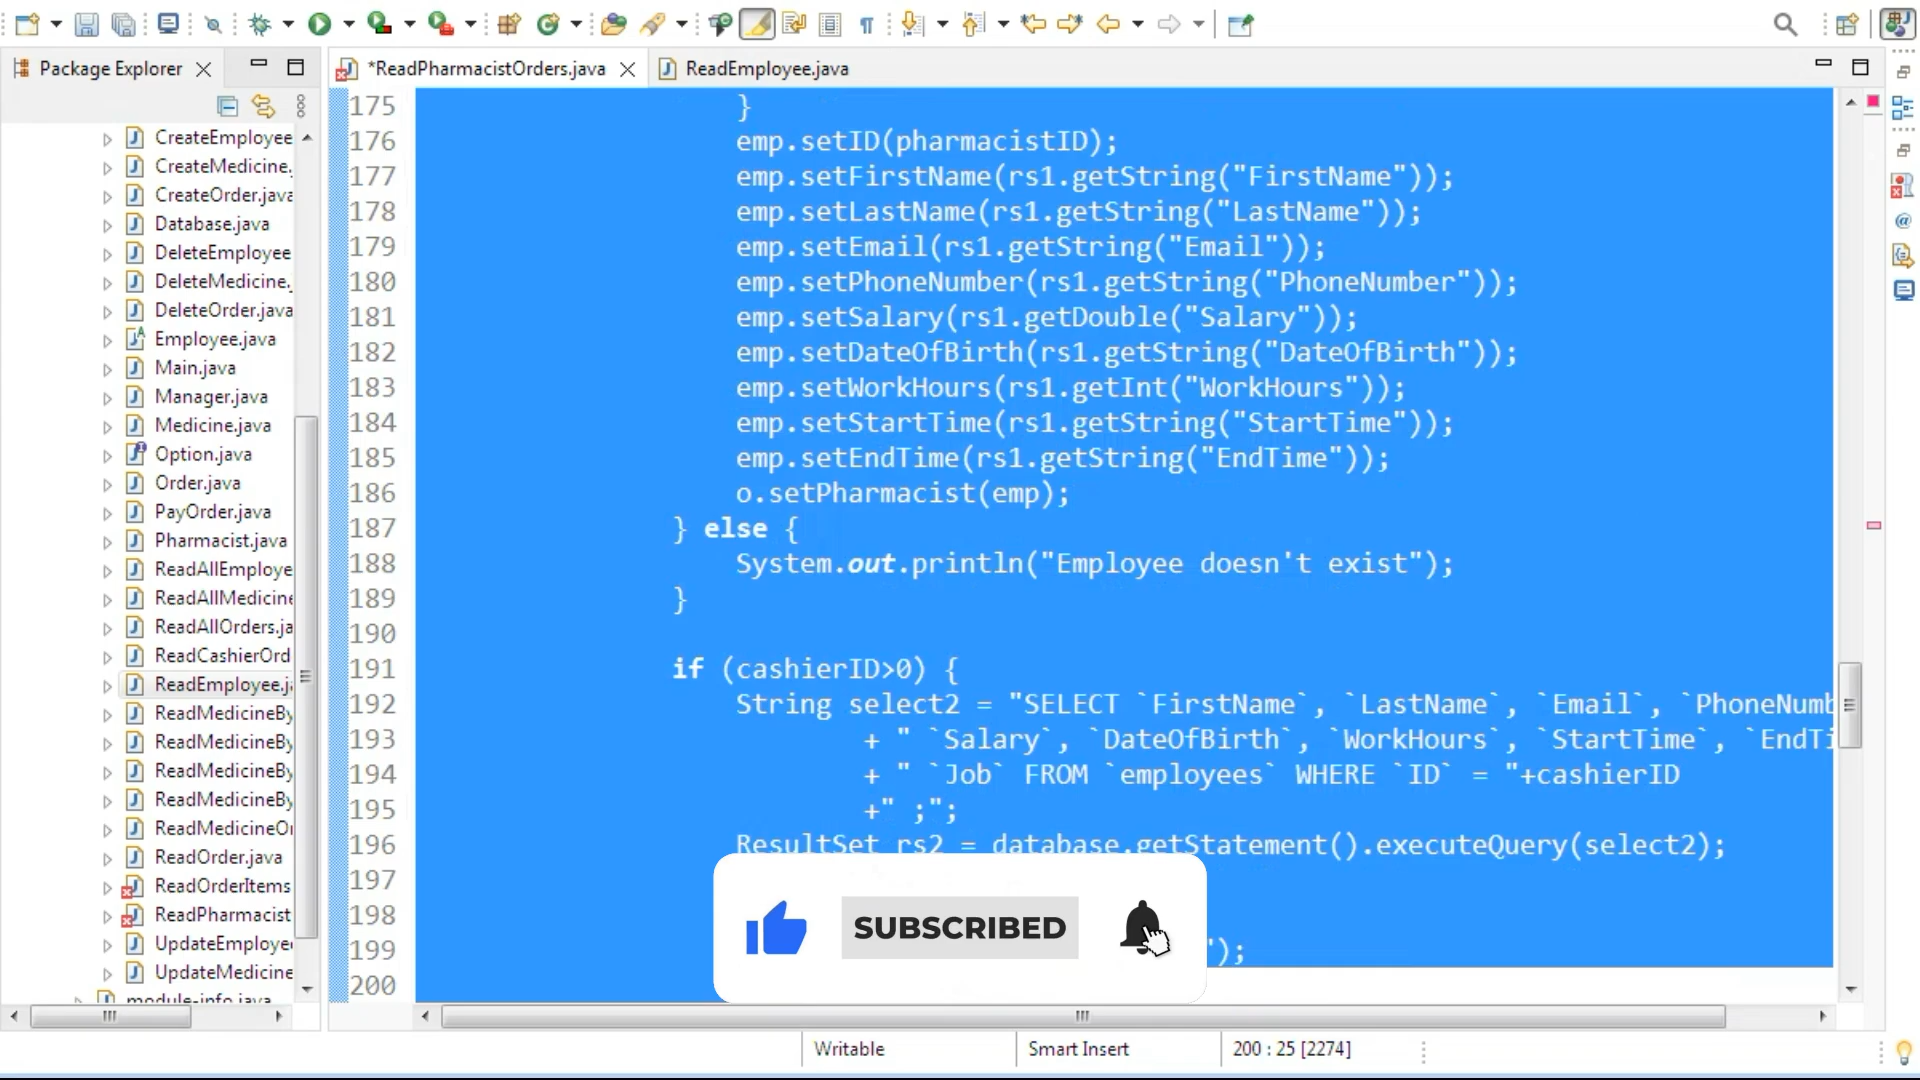 Package Explorer
*ReadPharmacistOrders.java
ReadEmployee.java
CreateEmployee
CreateMedicine.
CreateOrder.java
Database.java
DeleteEmployee
DeleteMedicine.
DeleteOrder.java
Employee.java
Main.java
Manager.java
Medicine.java
Option.java
Order.java
PayOrder.java
Pharmacist.java
ReadAllEmploye
ReadAllMedicine
ReadAllOrders.ja
ReadCashierOrd
ReadEmployee.ja
ReadMedicineBy
ReadMedicineBy
ReadMedicineBy
ReadMedicineBy
ReadMedicineOr
ReadOrder.java
ReadOrderItems
ReadPharmacist
UpdateEmployee
UpdateMedicine
module-info.java
175 }
176 emp.setID(pharmacistID);
177 emp.setFirstName(rs1.getString("FirstName"));
178 emp.setLastName(rs1.getString("LastName"));
179 emp.setEmail(rs1.getString("Email"));
180 emp.setPhoneNumber(rs1.getString("PhoneNumber"));
181 emp.setSalary(rs1.getDouble("Salary"));
182 emp.setDateOfBirth(rs1.getString("DateOfBirth"));
183 emp.setWorkHours(rs1.getInt("WorkHours"));
184 emp.setStartTime(rs1.getString("StartTime"));
185 emp.setEndTime(rs1.getString("EndTime"));
186 o.setPharmacist(emp);
187 } else {
188 System.out.println("Employee doesn't exist");
189 }
190
191 if (cashierID>0) {
192 String select2 = "SELECT `FirstName`, `LastName`, `Email`, `PhoneNumb
193 + " `Salary`, `DateOfBirth`, `WorkHours`, `StartTime`, `EndTi
194 + " `Job` FROM `employees` WHERE `ID` = "+cashierID
195 +" ;";
196 ResultSet rs2 = database.getStatement().executeQuery(select2);
197
198
199 ");
200
SUBSCRIBED
Writable
Smart Insert
200 : 25 [2274]